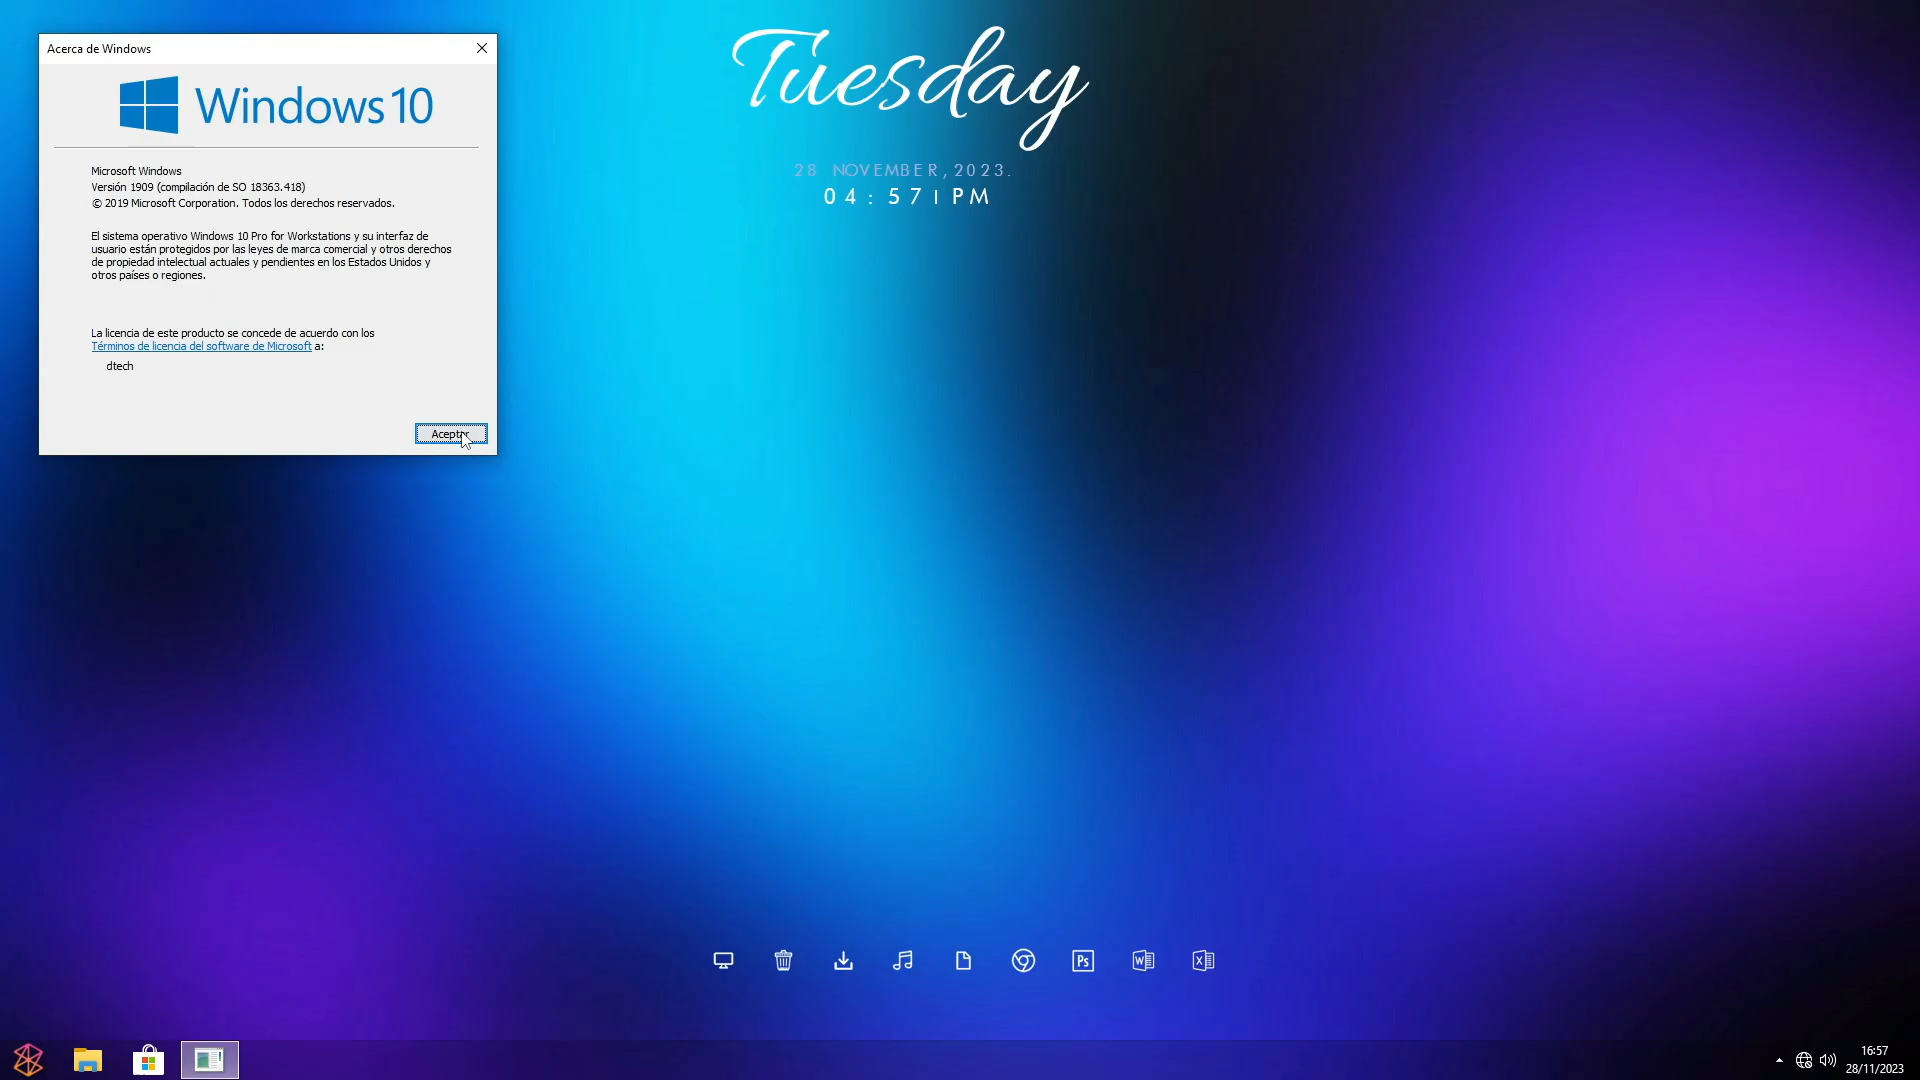 Acerca de Windows
Windows 10
Microsoft Windows
Versión 1909 (compilación de SO 18363.418)
© 2019 Microsoft Corporation. Todos los derechos reservados.
El sistema operativo Windows 10 Pro for Workstations y su interfaz de
usuario están protegidos por las leyes de marca comercial y otros derechos
de propiedad intelectual actuales y pendientes en los Estados Unidos y
otros países o regiones.
La licencia de este producto se concede de acuerdo con los
Términos de licencia del software de Microsoft a:
dtech
Aceptar
Tuesday
28 NOVEMBER, 2023.
04:57|PM
Ps
W
X
16:57
28/11/2023